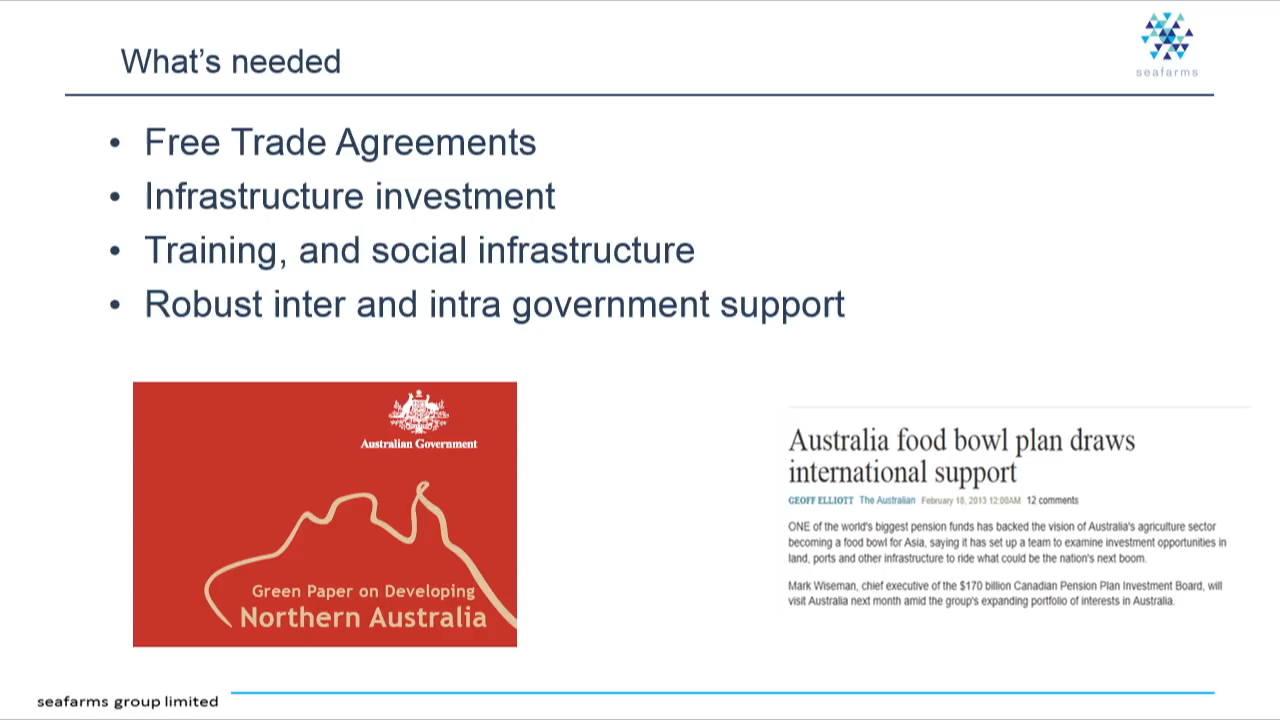 What's needed
seafarms
• Free Trade Agreements
• Infrastructure investment
• Training, and social infrastructure
• Robust inter and intra government support
Australian Government
Green Paper on Developing
Northern Australia
Australia food bowl plan draws
international support
GEOFF ELLIOTT The Australian February 18, 2013 12:00AM 12 comments
ONE of the world's biggest pension funds has backed the vision of Australia's agriculture sector
becoming a food bowl for Asia, saying it has set up a team to examine investment opportunities in
land, ports and other infrastructure to ride what could be the nation's next boom.
Mark Wiseman, chief executive of the $170 billion Canadian Pension Plan Investment Board, will
visit Australia next month amid the group's expanding portfolio of interests in Australia.
seafarms group limited